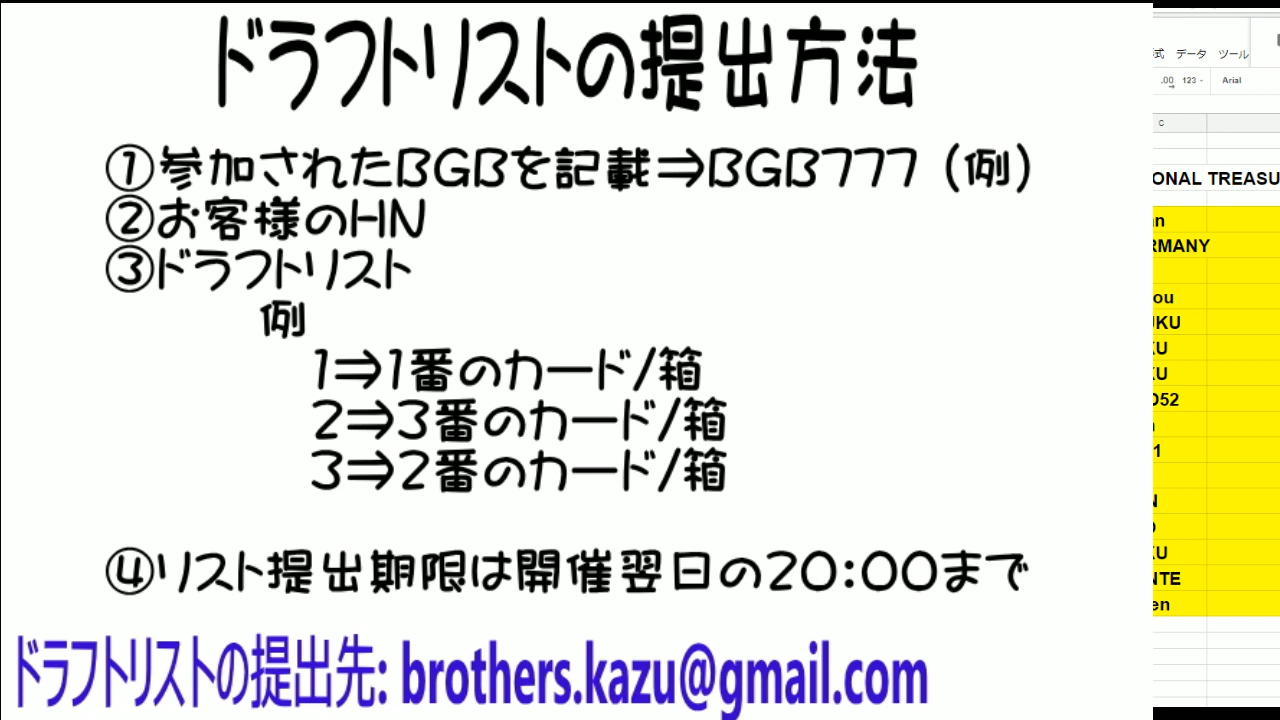 ドラフトリストの提出方法
①参加されたBGBを記載⇒BGB777（例）
②お客様のHN
③ドラフトリスト
例
1⇒1番のカード/箱
2⇒3番のカード/箱
3⇒2番のカード/箱
④リスト提出期限は開催翌日の20:00まで
ドラフトリストの提出先: brothers.kazu@gmail.com
式 データ ツール
.00 123 Arial
C
ONAL TREASU
RMANY
ou
KU
D52
1
en